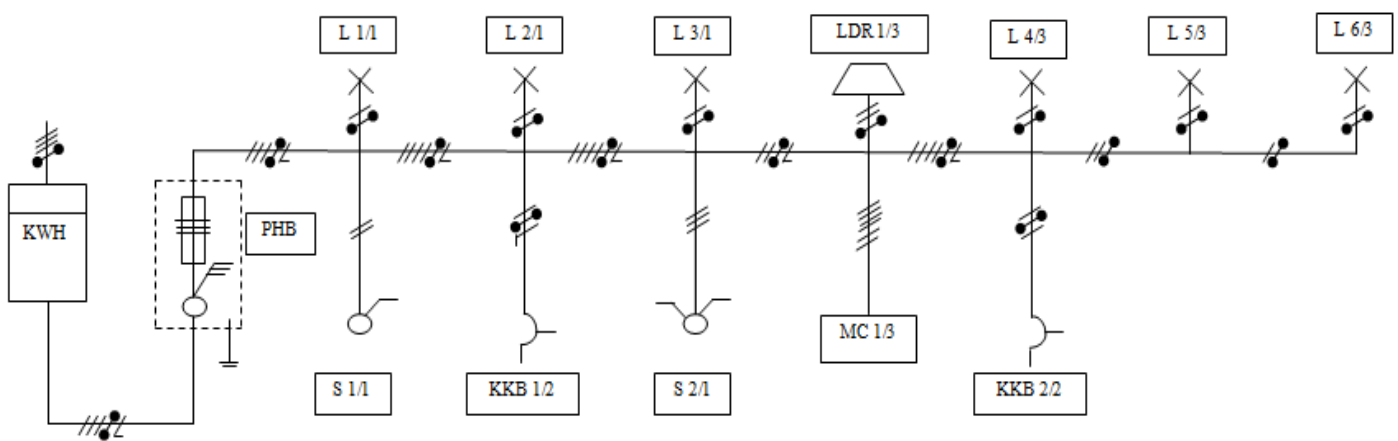 L 1/1
L 2/1
L 3/1
LDR 1/3
L 4/3
L 5/3
L 6/3
KWH
PHB
MC 1/3
S 1/1
KKB 1/2
S 2/1
KKB 2/2